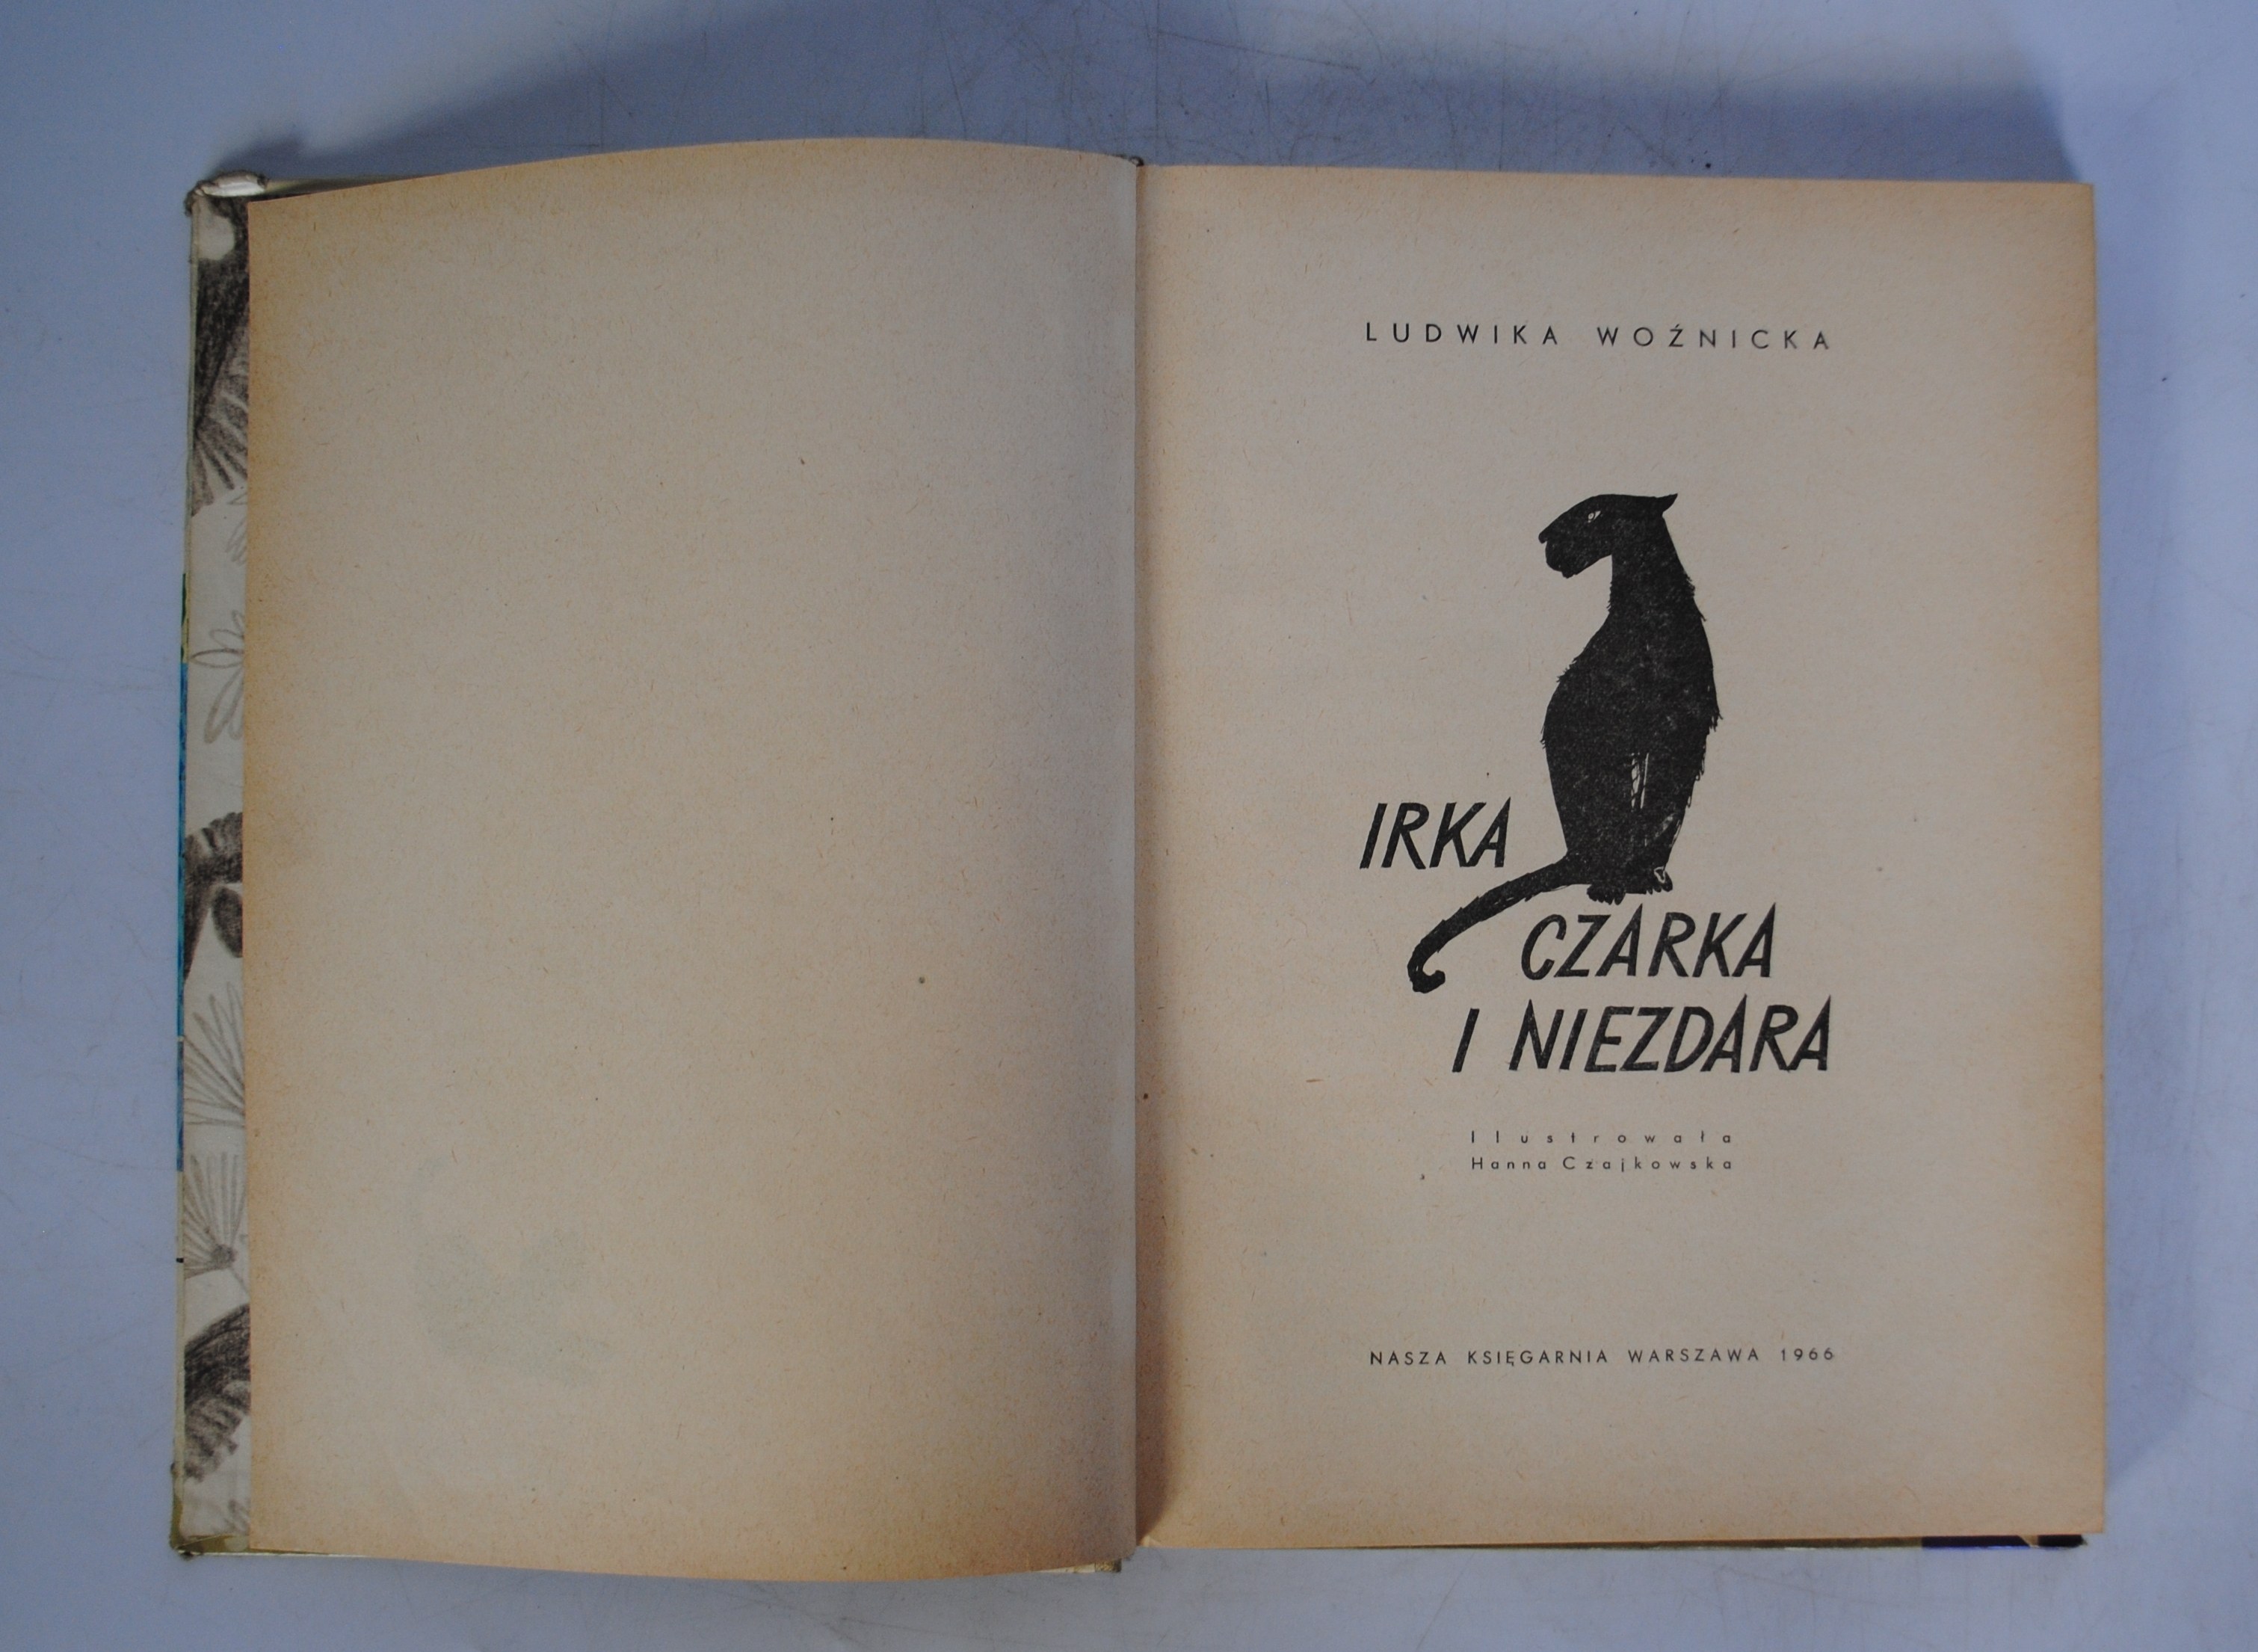 LUDWIKA WOŹNICKA
IRKA
CZARKA
I NIEZDARA
Ilustrowała
Hanna Czajkowska
NASZA KSIĘGARNIA WARSZAWA 1966